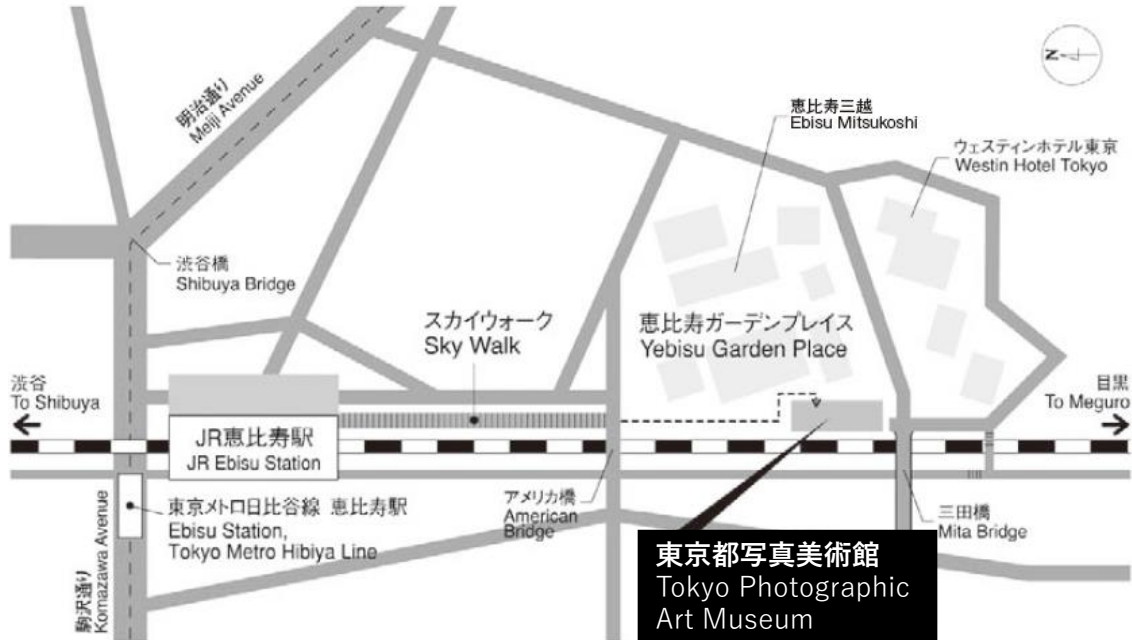 N
明治通り
Meiji Avenue
恵比寿三越
Ebisu Mitsukoshi
ウェスティンホテル東京
Westin Hotel Tokyo
渋谷橋
Shibuya Bridge
スカイウォーク
Sky Walk
恵比寿ガーデンプレイス
Yebisu Garden Place
渋谷
To Shibuya
目黒
To Meguro
JR恵比寿駅
JR Ebisu Station
東京メトロ日比谷線 恵比寿駅
Ebisu Station,
Tokyo Metro Hibiya Line
アメリカ橋
American
Bridge
三田橋
Mita Bridge
駒沢通り
Komazawa Avenue
東京都写真美術館
Tokyo Photographic
Art Museum